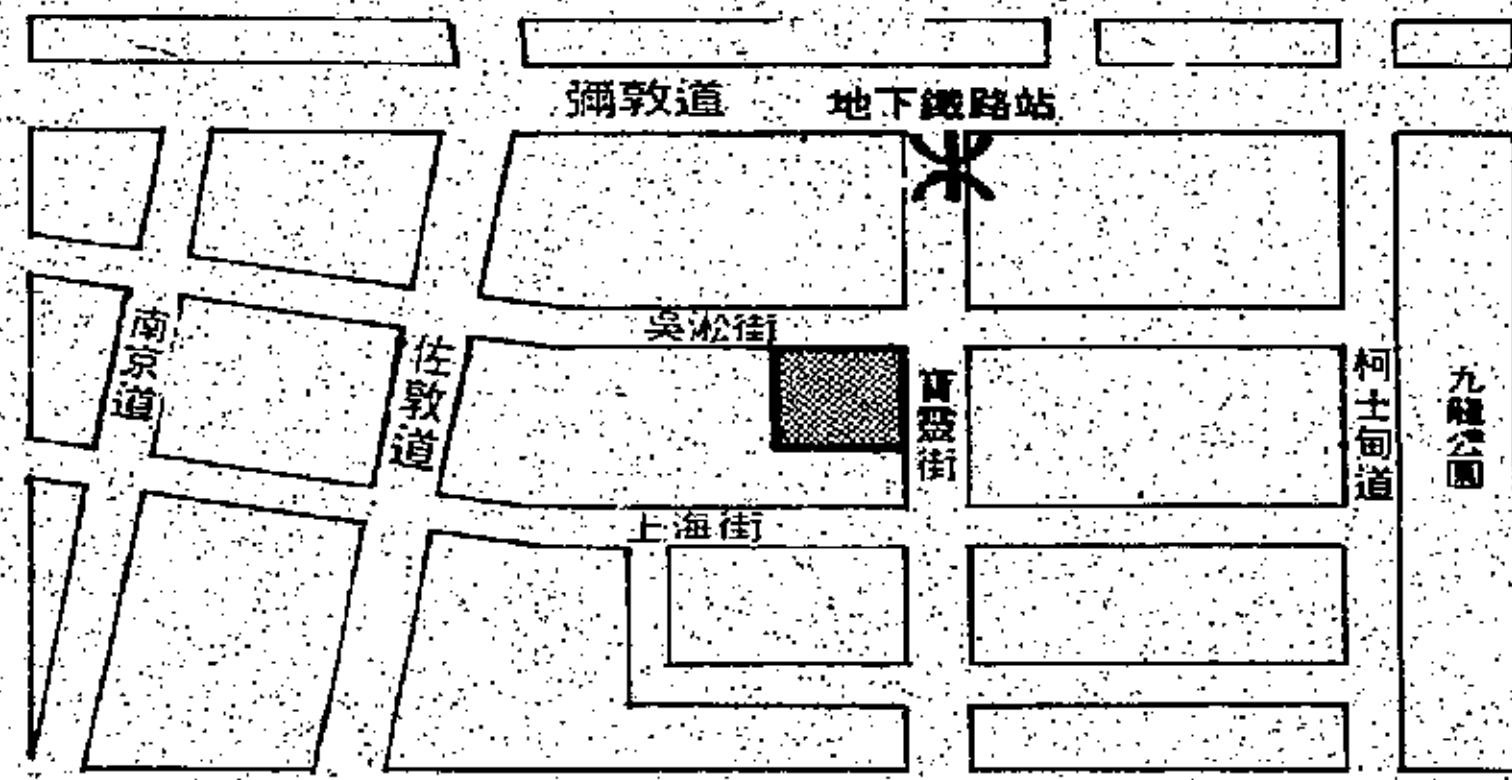 彌敦道
地下鐵路站
吳淞街
南京道
佐敦道
寶靈街
柯士甸道
九龍公園
上海街